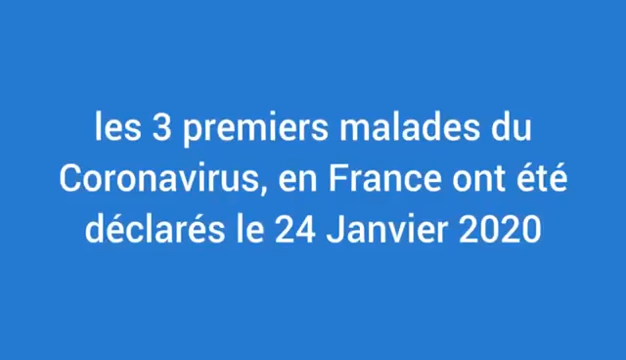 les 3 premiers malades du
Coronavirus, en France ont été
déclarés le 24 Janvier 2020